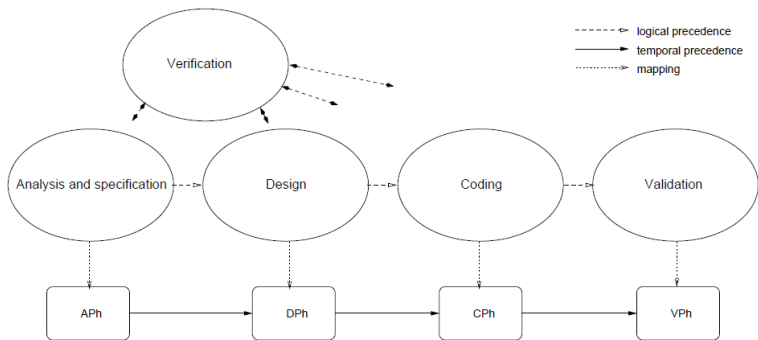 logical precedence
temporal precedence
mapping
Verification
Analysis and specification
Design
Coding
Validation
APh
DPh
CPh
VPh